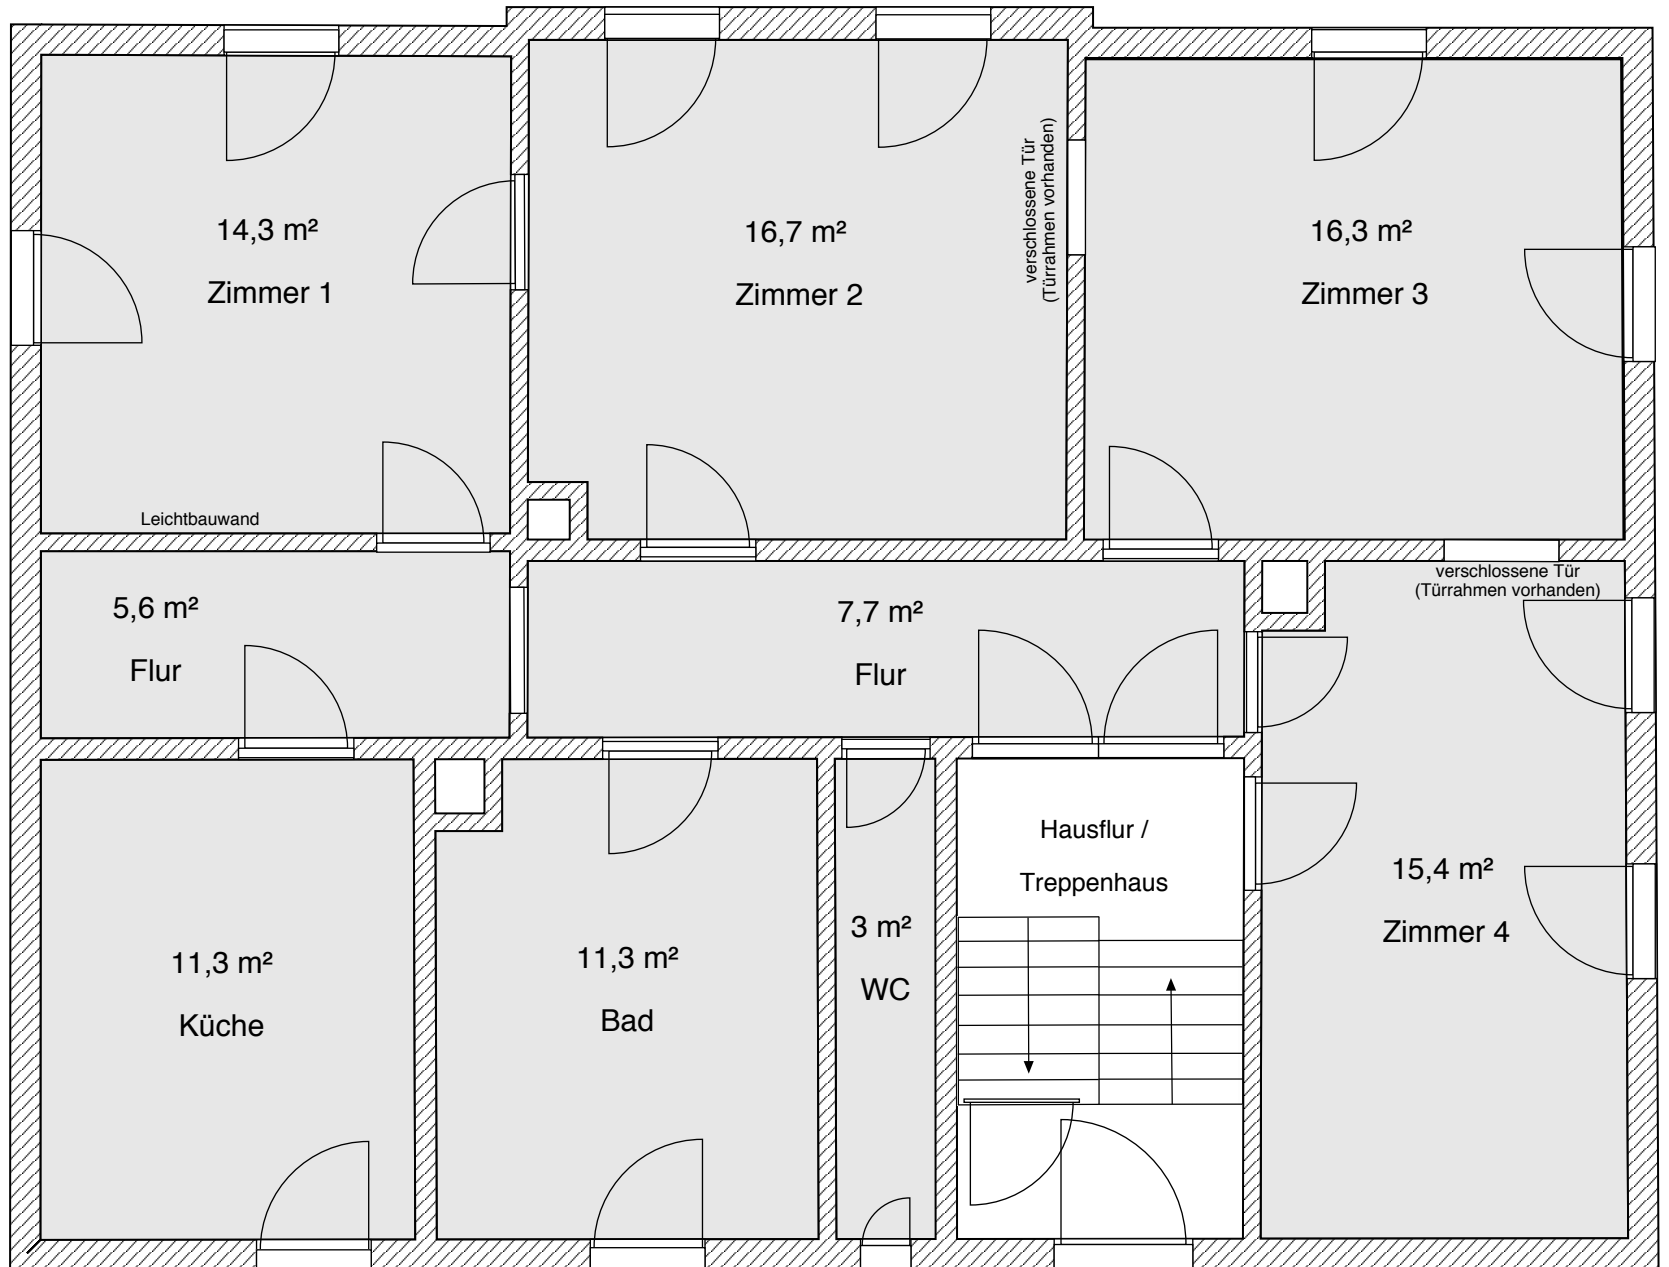 14,3 m²
Zimmer 1
16,7 m²
Zimmer 2
verschlossene Tür
(Türrahmen vorhanden)
16,3 m²
Zimmer 3
Leichtbauwand
5,6 m²
Flur
7,7 m²
Flur
verschlossene Tür
(Türrahmen vorhanden)
11,3 m²
Küche
11,3 m²
Bad
3 m²
WC
Hausflur /
Treppenhaus
15,4 m²
Zimmer 4